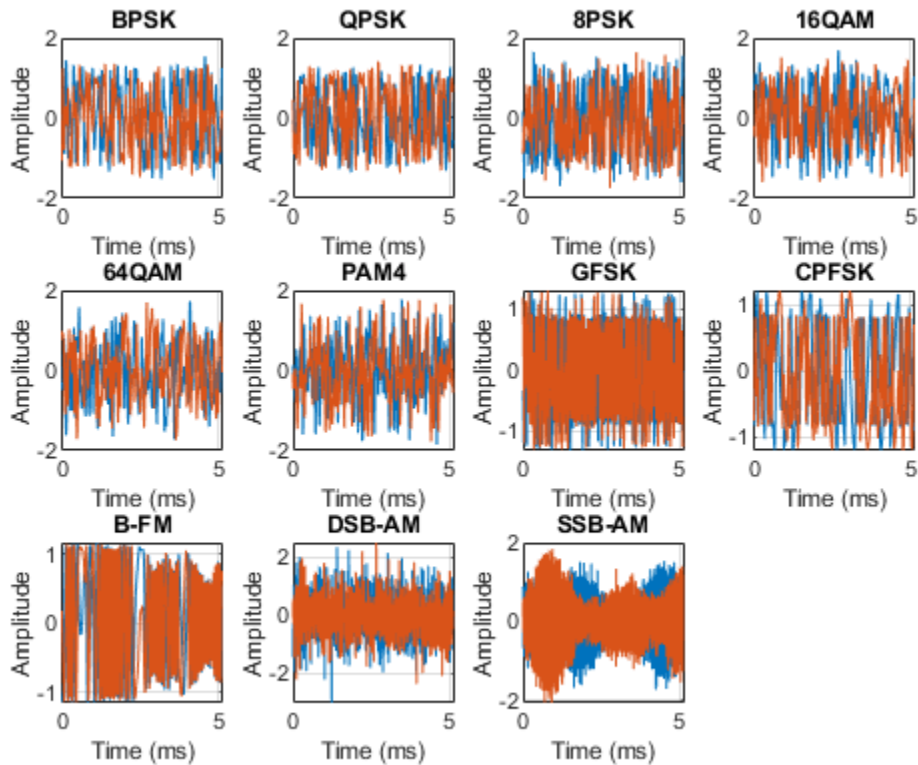 BPSK QPSK 8PSK 16QAM
2 2 2 2
Amplitude Amplitude Amplitude Amplitude
0 0 0 0
-2 -2 -2 -2
0 5 0 5 0 5 0 5
Time (ms) Time (ms) Time (ms) Time (ms)
64QAM PAM4 GFSK CPFSK
2 2 1 1
Amplitude Amplitude Amplitude Amplitude
0 0 0 0
-2 -2 -1 -1
0 5 0 5 0 5 0 5
Time (ms) Time (ms) Time (ms) Time (ms)
B-FM DSB-AM SSB-AM
1 2 2
Amplitude Amplitude Amplitude
0 0 0
-1 -2 -2
0 5 0 5 0 5
Time (ms) Time (ms) Time (ms)